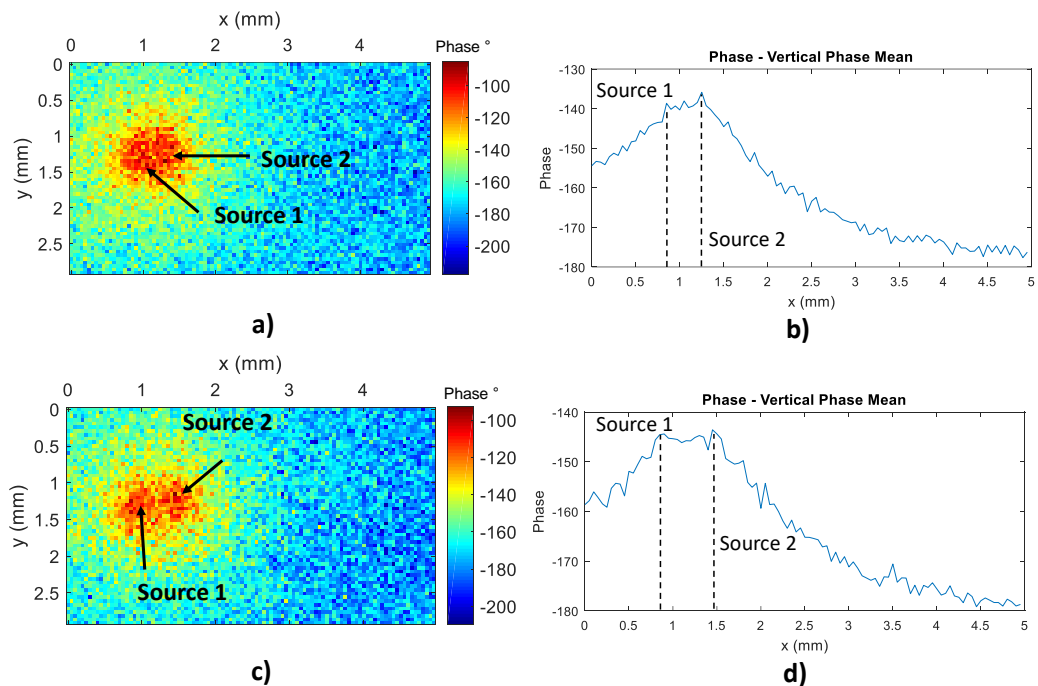 x (mm)
0 1 2 3 4
Phase °
0
0.5
1
1.5
2
2.5
y (mm)
Source 2
Source 1
-100
-120
-140
-160
-180
-200
a)
Phase - Vertical Phase Mean
-130
-140
-150
-160
-170
-180
Phase
Source 1
Source 2
0 0.5 1 1.5 2 2.5 3 3.5 4 4.5 5
x (mm)
b)
x (mm)
0 1 2 3 4
Phase °
0
0.5
1
1.5
2
2.5
y (mm)
Source 2
Source 1
-100
-120
-140
-160
-180
-200
c)
Phase - Vertical Phase Mean
-140
-150
-160
-170
-180
Phase
Source 1
Source 2
0 0.5 1 1.5 2 2.5 3 3.5 4 4.5 5
x (mm)
d)